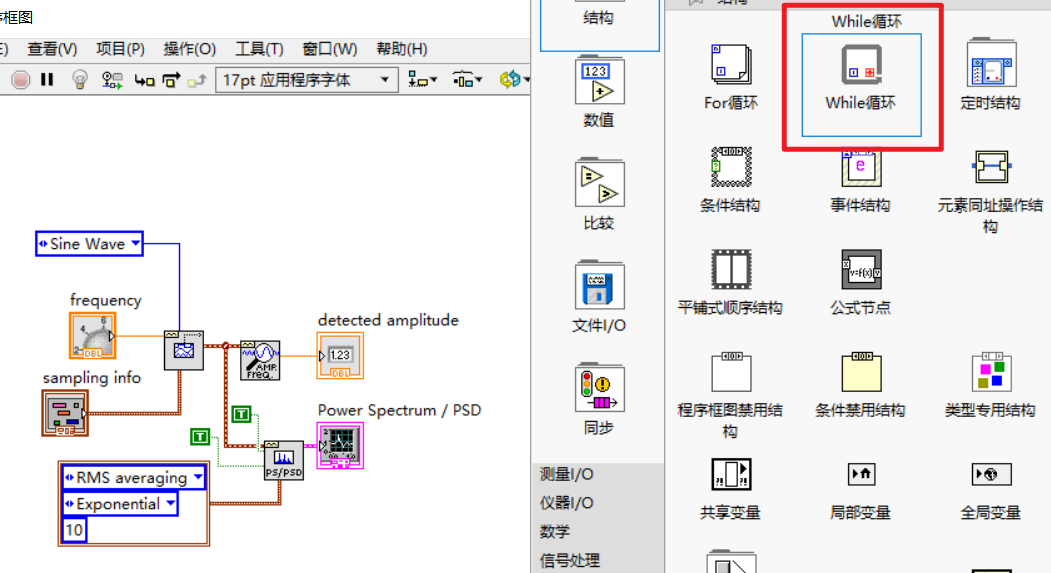 框图
查看(V) 项目(P) 操作(O) 工具(T) 窗口(W) 帮助(H)
17pt 应用程序字体
Sine Wave
frequency
DBL
sampling info
AMP
FREQ.
detected amplitude
1.23
DBL
Power Spectrum / PSD
T
T
PS/PSD
RMS averaging
Exponential
10
结构
123
数值
比较
文件I/O
同步
测量I/O
仪器I/O
数学
信号处理
While循环
For循环
While循环
定时结构
条件结构
事件结构
元素同址操作结
构
平铺式顺序结构
公式节点
程序框图禁用结
构
条件禁用结构
类型专用结构
共享变量
局部变量
全局变量